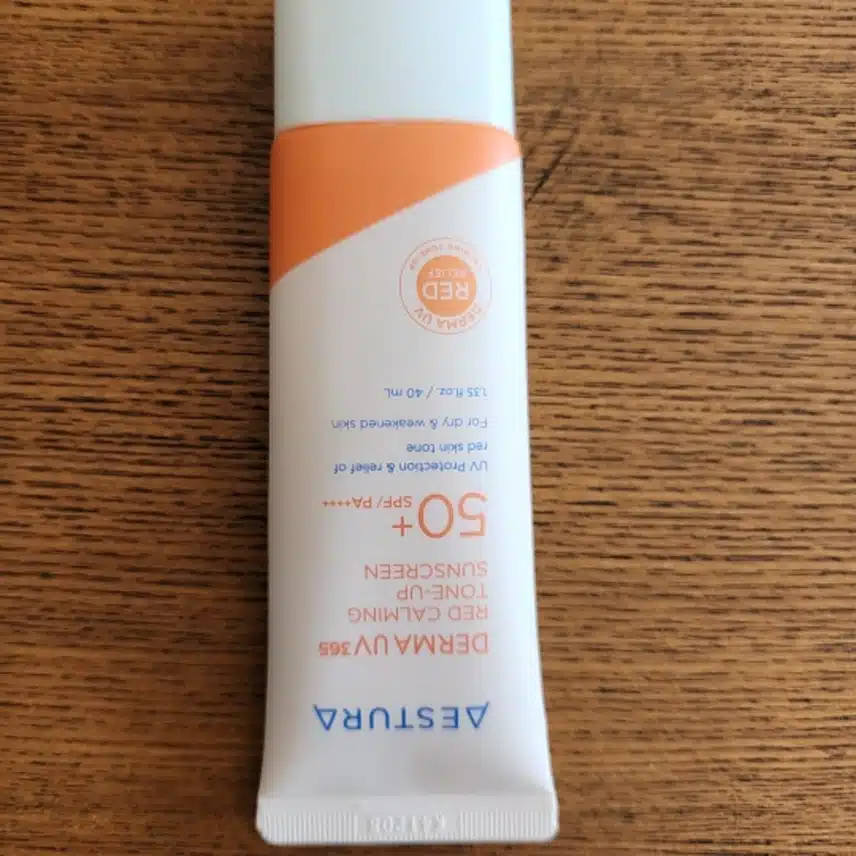 AESTURA
DERMA UV365
RED CALMING
TONE-UP
SUNSCREEN
50+ SPF/ PA++++
UV Protection & relief of
red skin tone
For dry & weakened skin
1.35 fl.oz. / 40 mL
DERMA UV
RED
RELIEF